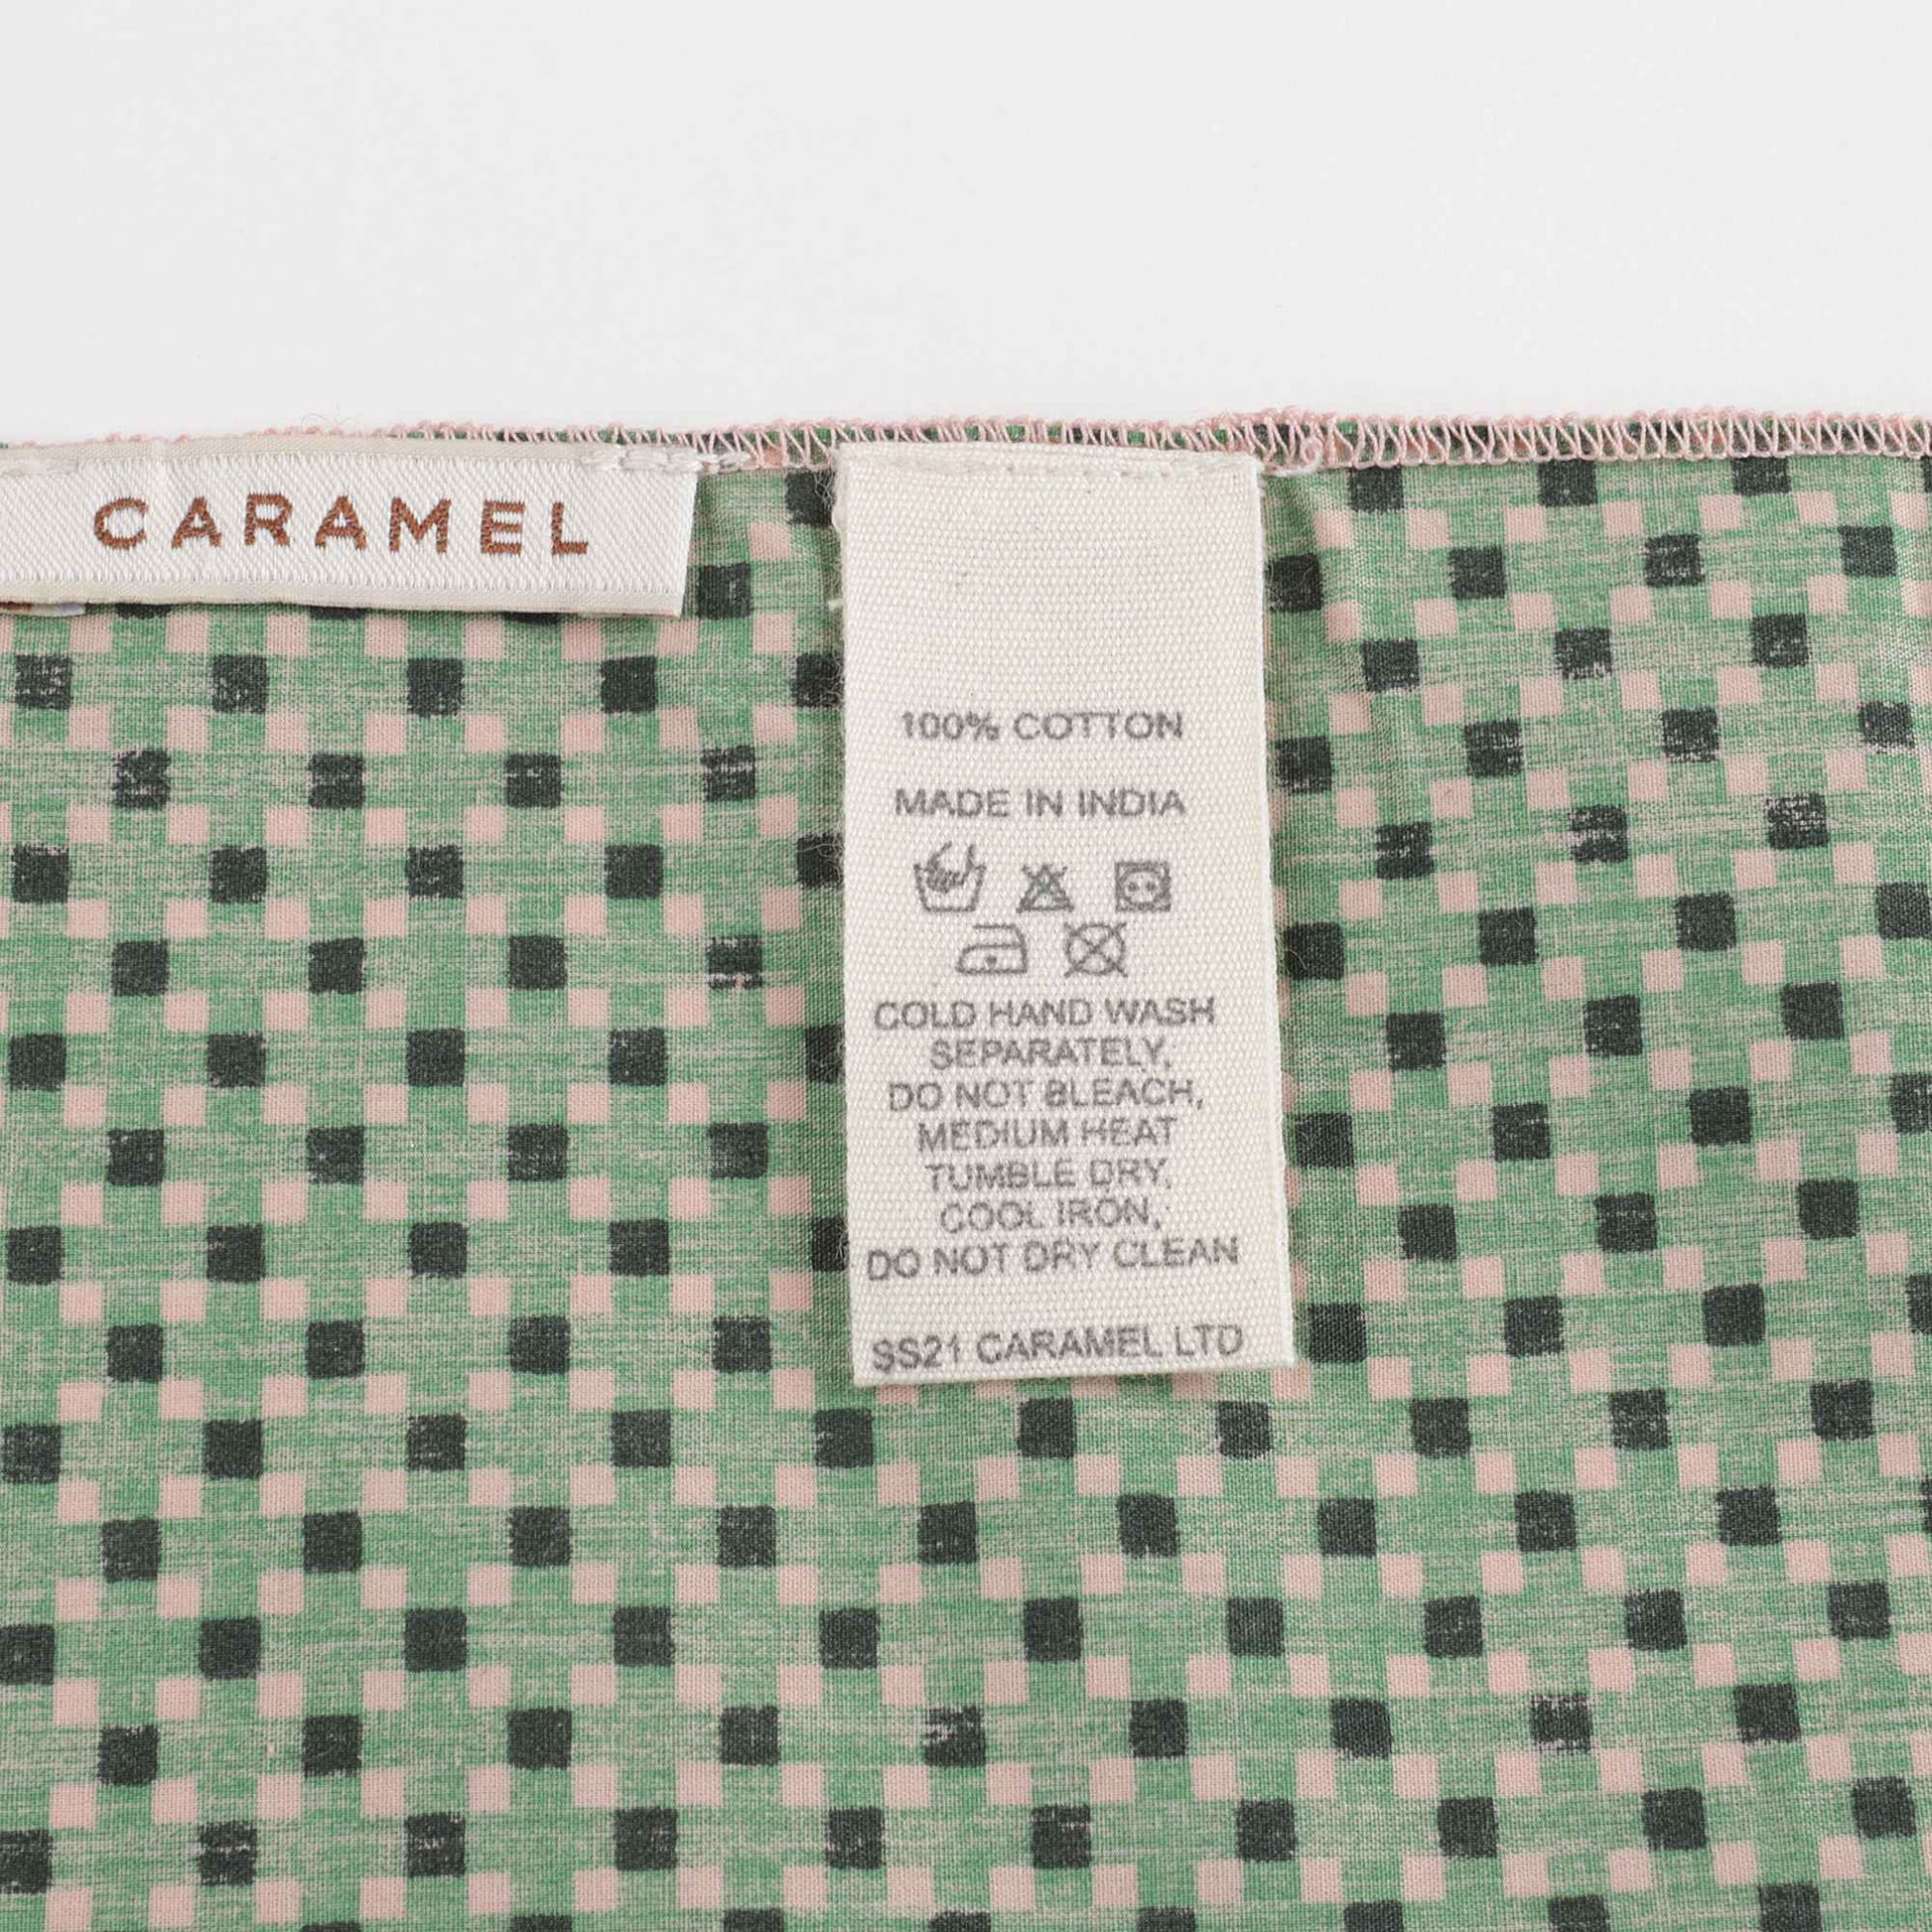 CARAMEL
100% COTTON
MADE IN INDIA
COLD HAND WASH
SEPARATELY,
DO NOT BLEACH,
MEDIUM HEAT
TUMBLE DRY,
COOL IRON,
DO NOT DRY CLEAN
SS21 CARAMEL LTD